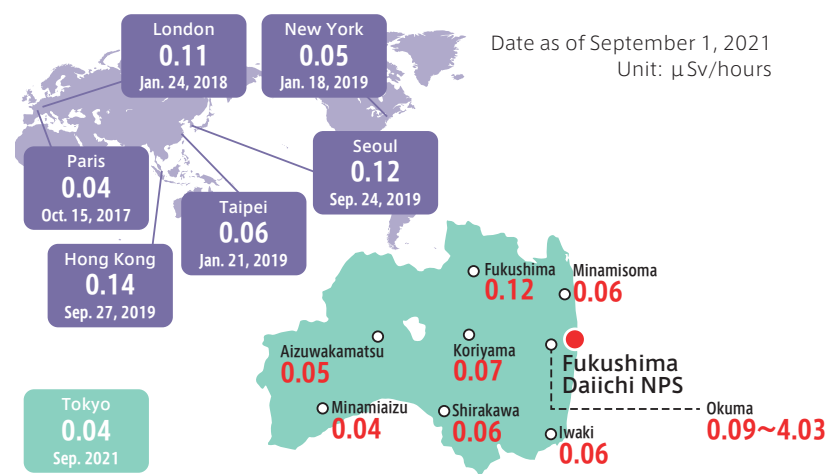 London
0.11
Jan. 24, 2018
New York
0.05
Jan. 18, 2019
Date as of September 1, 2021
Unit: μSv/hours
Paris
0.04
Oct. 15, 2017
Seoul
0.12
Sep. 24, 2019
Taipei
0.06
Jan. 21, 2019
Hong Kong
0.14
Sep. 27, 2019
Fukushima
0.12
Minamisoma
0.06
Aizuwakamatsu
0.05
Koriyama
0.07
Fukushima
Daiichi NPS
Minamiaizu
0.04
Shirakawa
0.06
Okuma
0.09~4.03
Iwaki
0.06
Tokyo
0.04
Sep. 2021